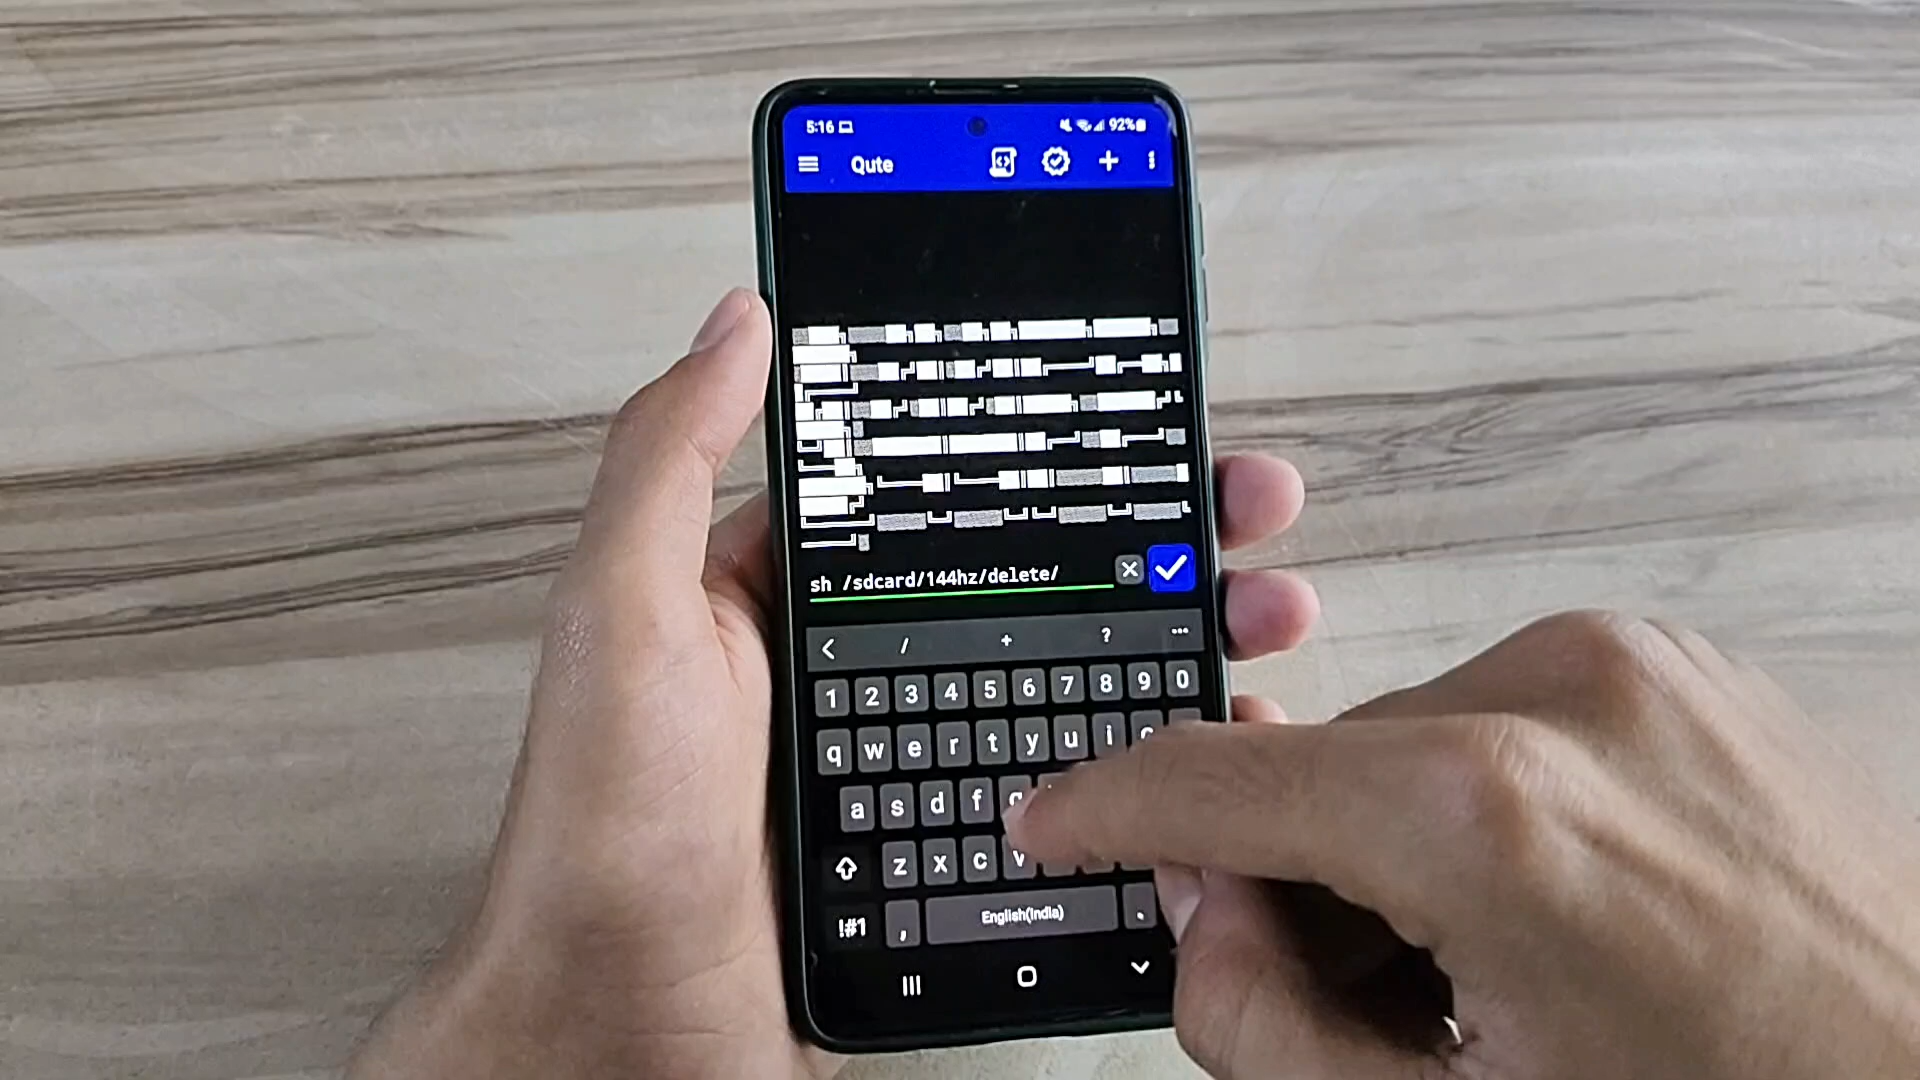 5:16 92%
Qute
sh /sdcard/144hz/delete/
/ + ? ...
1 2 3 4 5 6 7 8 9 0
q w e r t y u i
a s d f g
z x c v
!#1 , English(India) .